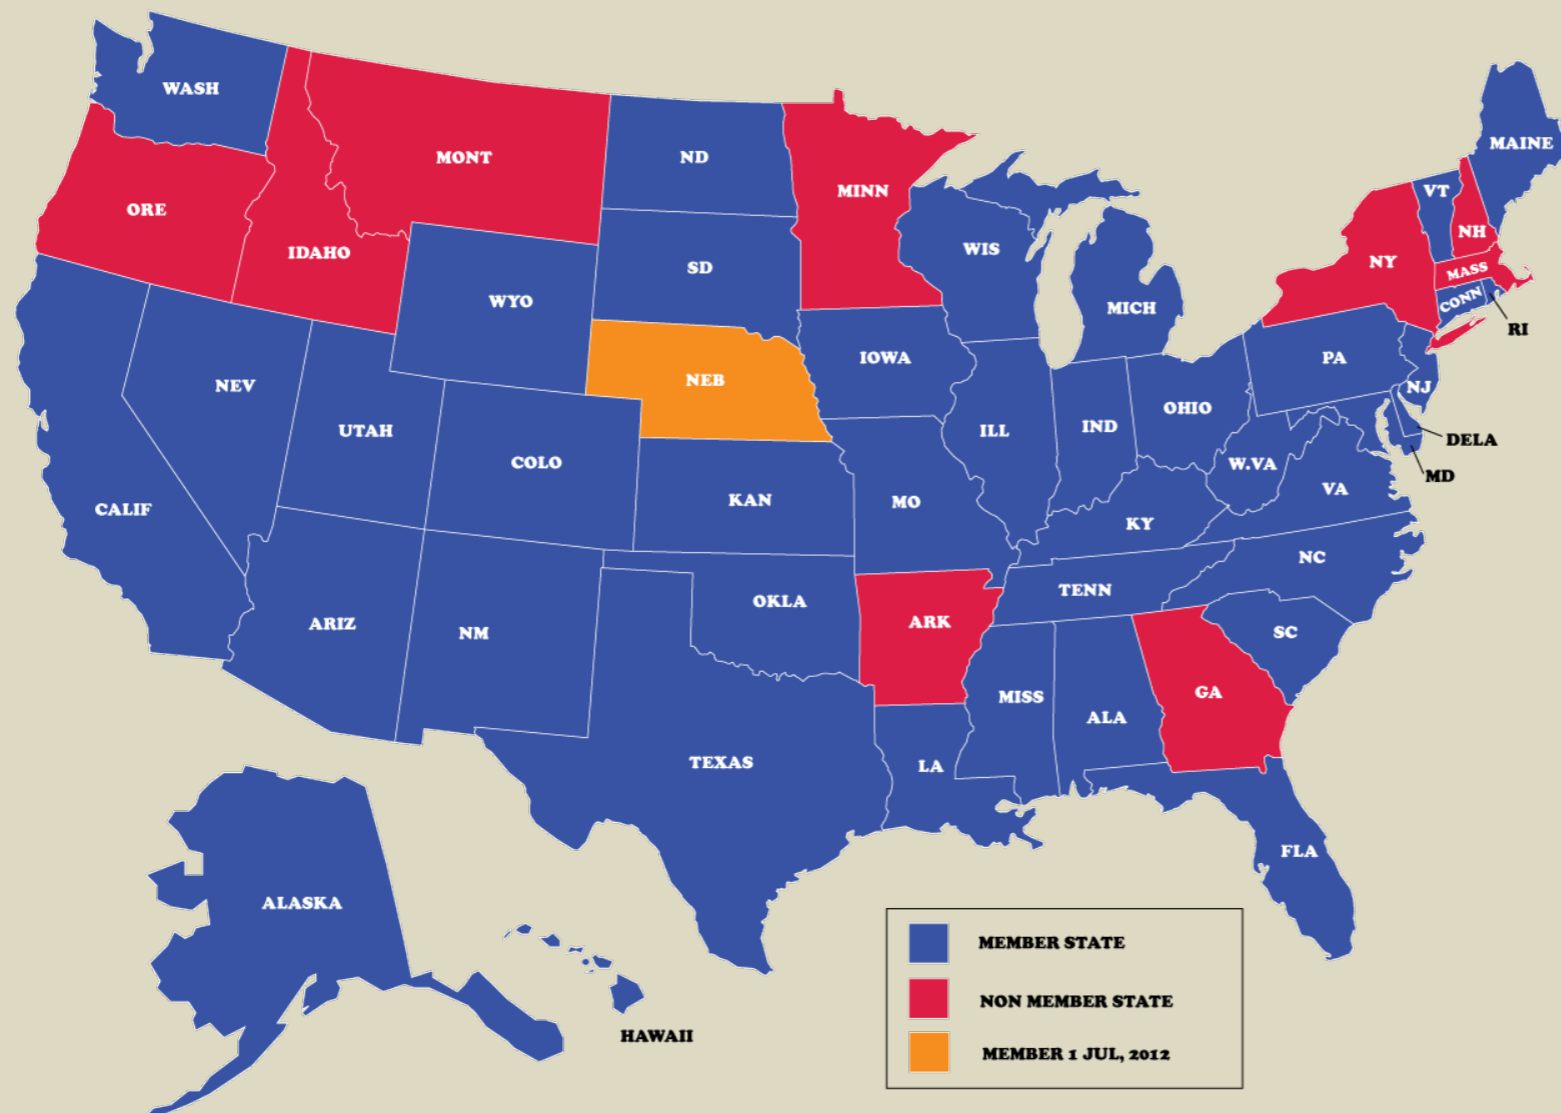 WASH
MAINE
MONT
ND
VT
MINN
ORE
NH
IDAHO
WIS
NY
SD
MASS
WYO
CONN
MICH
RI
IOWA
PA
NEB
NEV
NJ
OHIO
IND
UTAH
ILL
DELA
COLO
W.VA
MD
VA
KAN
MO
CALIF
KY
NC
TENN
OKLA
ARK
ARIZ
NM
SC
GA
MISS
ALA
TEXAS
LA
FLA
ALASKA
HAWAII
MEMBER STATE
NON MEMBER STATE
MEMBER 1 JUL, 2012